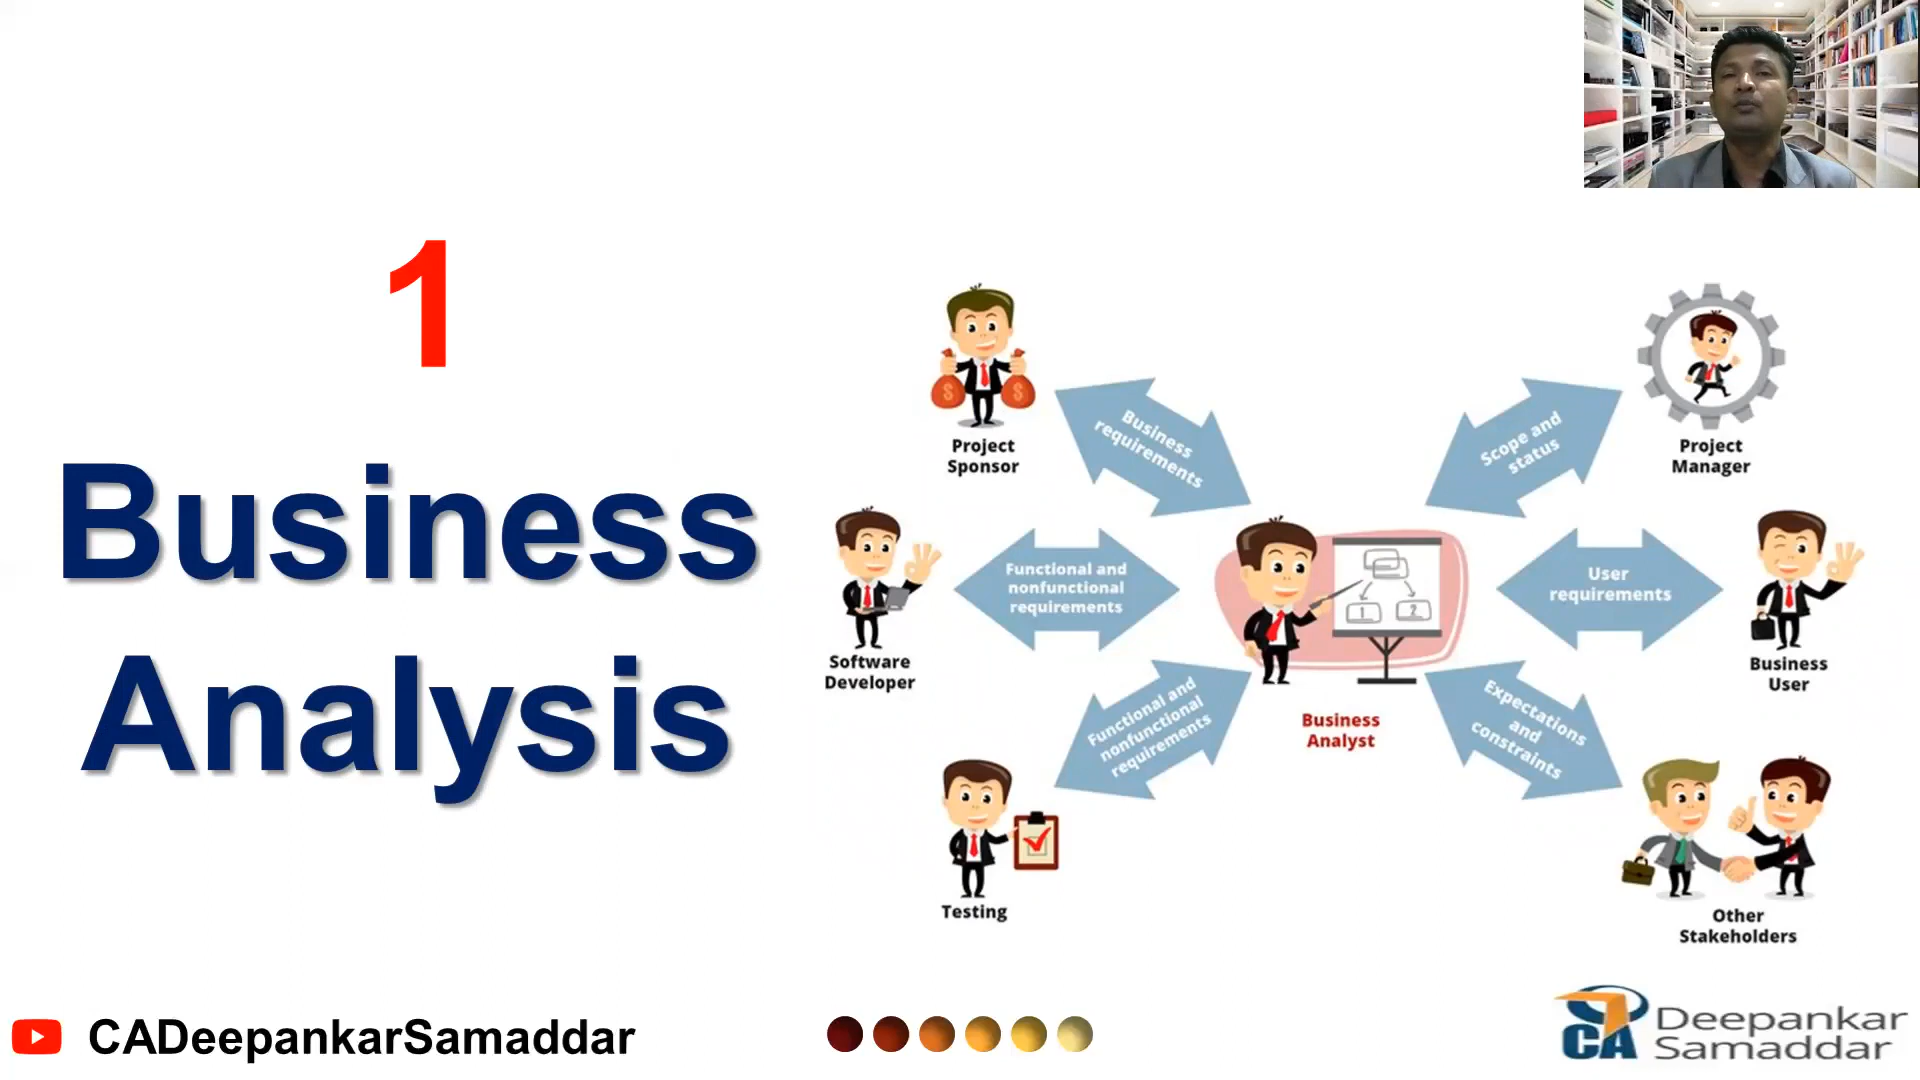 1
Business
Analysis
Project
Sponsor
Project
Manager
Business
requirements
Scope and
status
Software
Developer
Functional and
nonfunctional
requirements
1
2
User
requirements
Business
User
Business
Analyst
Functional and
nonfunctional
requirements
Expectations
and
constraints
Testing
Other
Stakeholders
CADeepankarSamaddar
CA
Deepankar
Samaddar